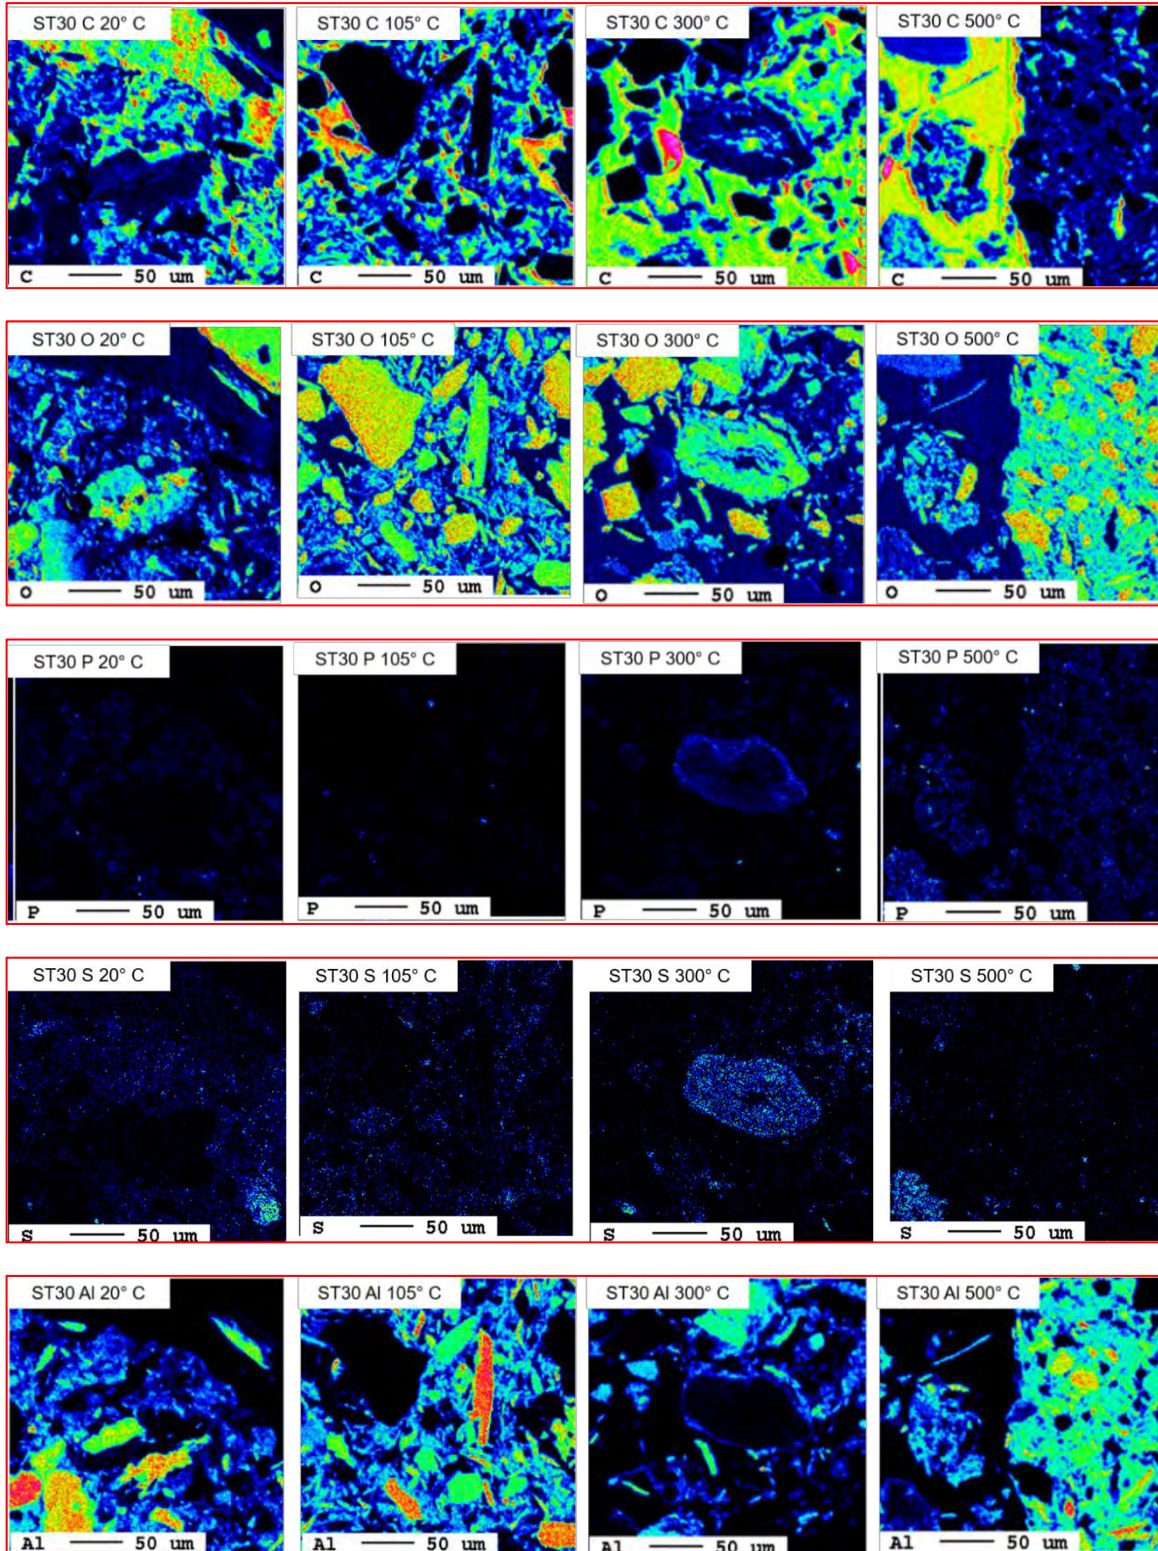 ST30 C 20° C
ST30 C 105° C
ST30 C 300° C
ST30 C 500° C
C 50 um
C 50 um
C 50 um
C 50 um
ST30 O 20° C
ST30 O 105° C
ST30 O 300° C
ST30 O 500° C
O 50 um
O 50 um
O 50 um
O 50 um
ST30 P 20° C
ST30 P 105° C
ST30 P 300° C
ST30 P 500° C
P 50 um
P 50 um
P 50 um
P 50 um
ST30 S 20° C
ST30 S 105° C
ST30 S 300° C
ST30 S 500° C
S 50 um
S 50 um
S 50 um
S 50 um
ST30 Al 20° C
ST30 Al 105° C
ST30 Al 300° C
ST30 Al 500° C
Al 50 um
Al 50 um
Al 50 um
Al 50 um